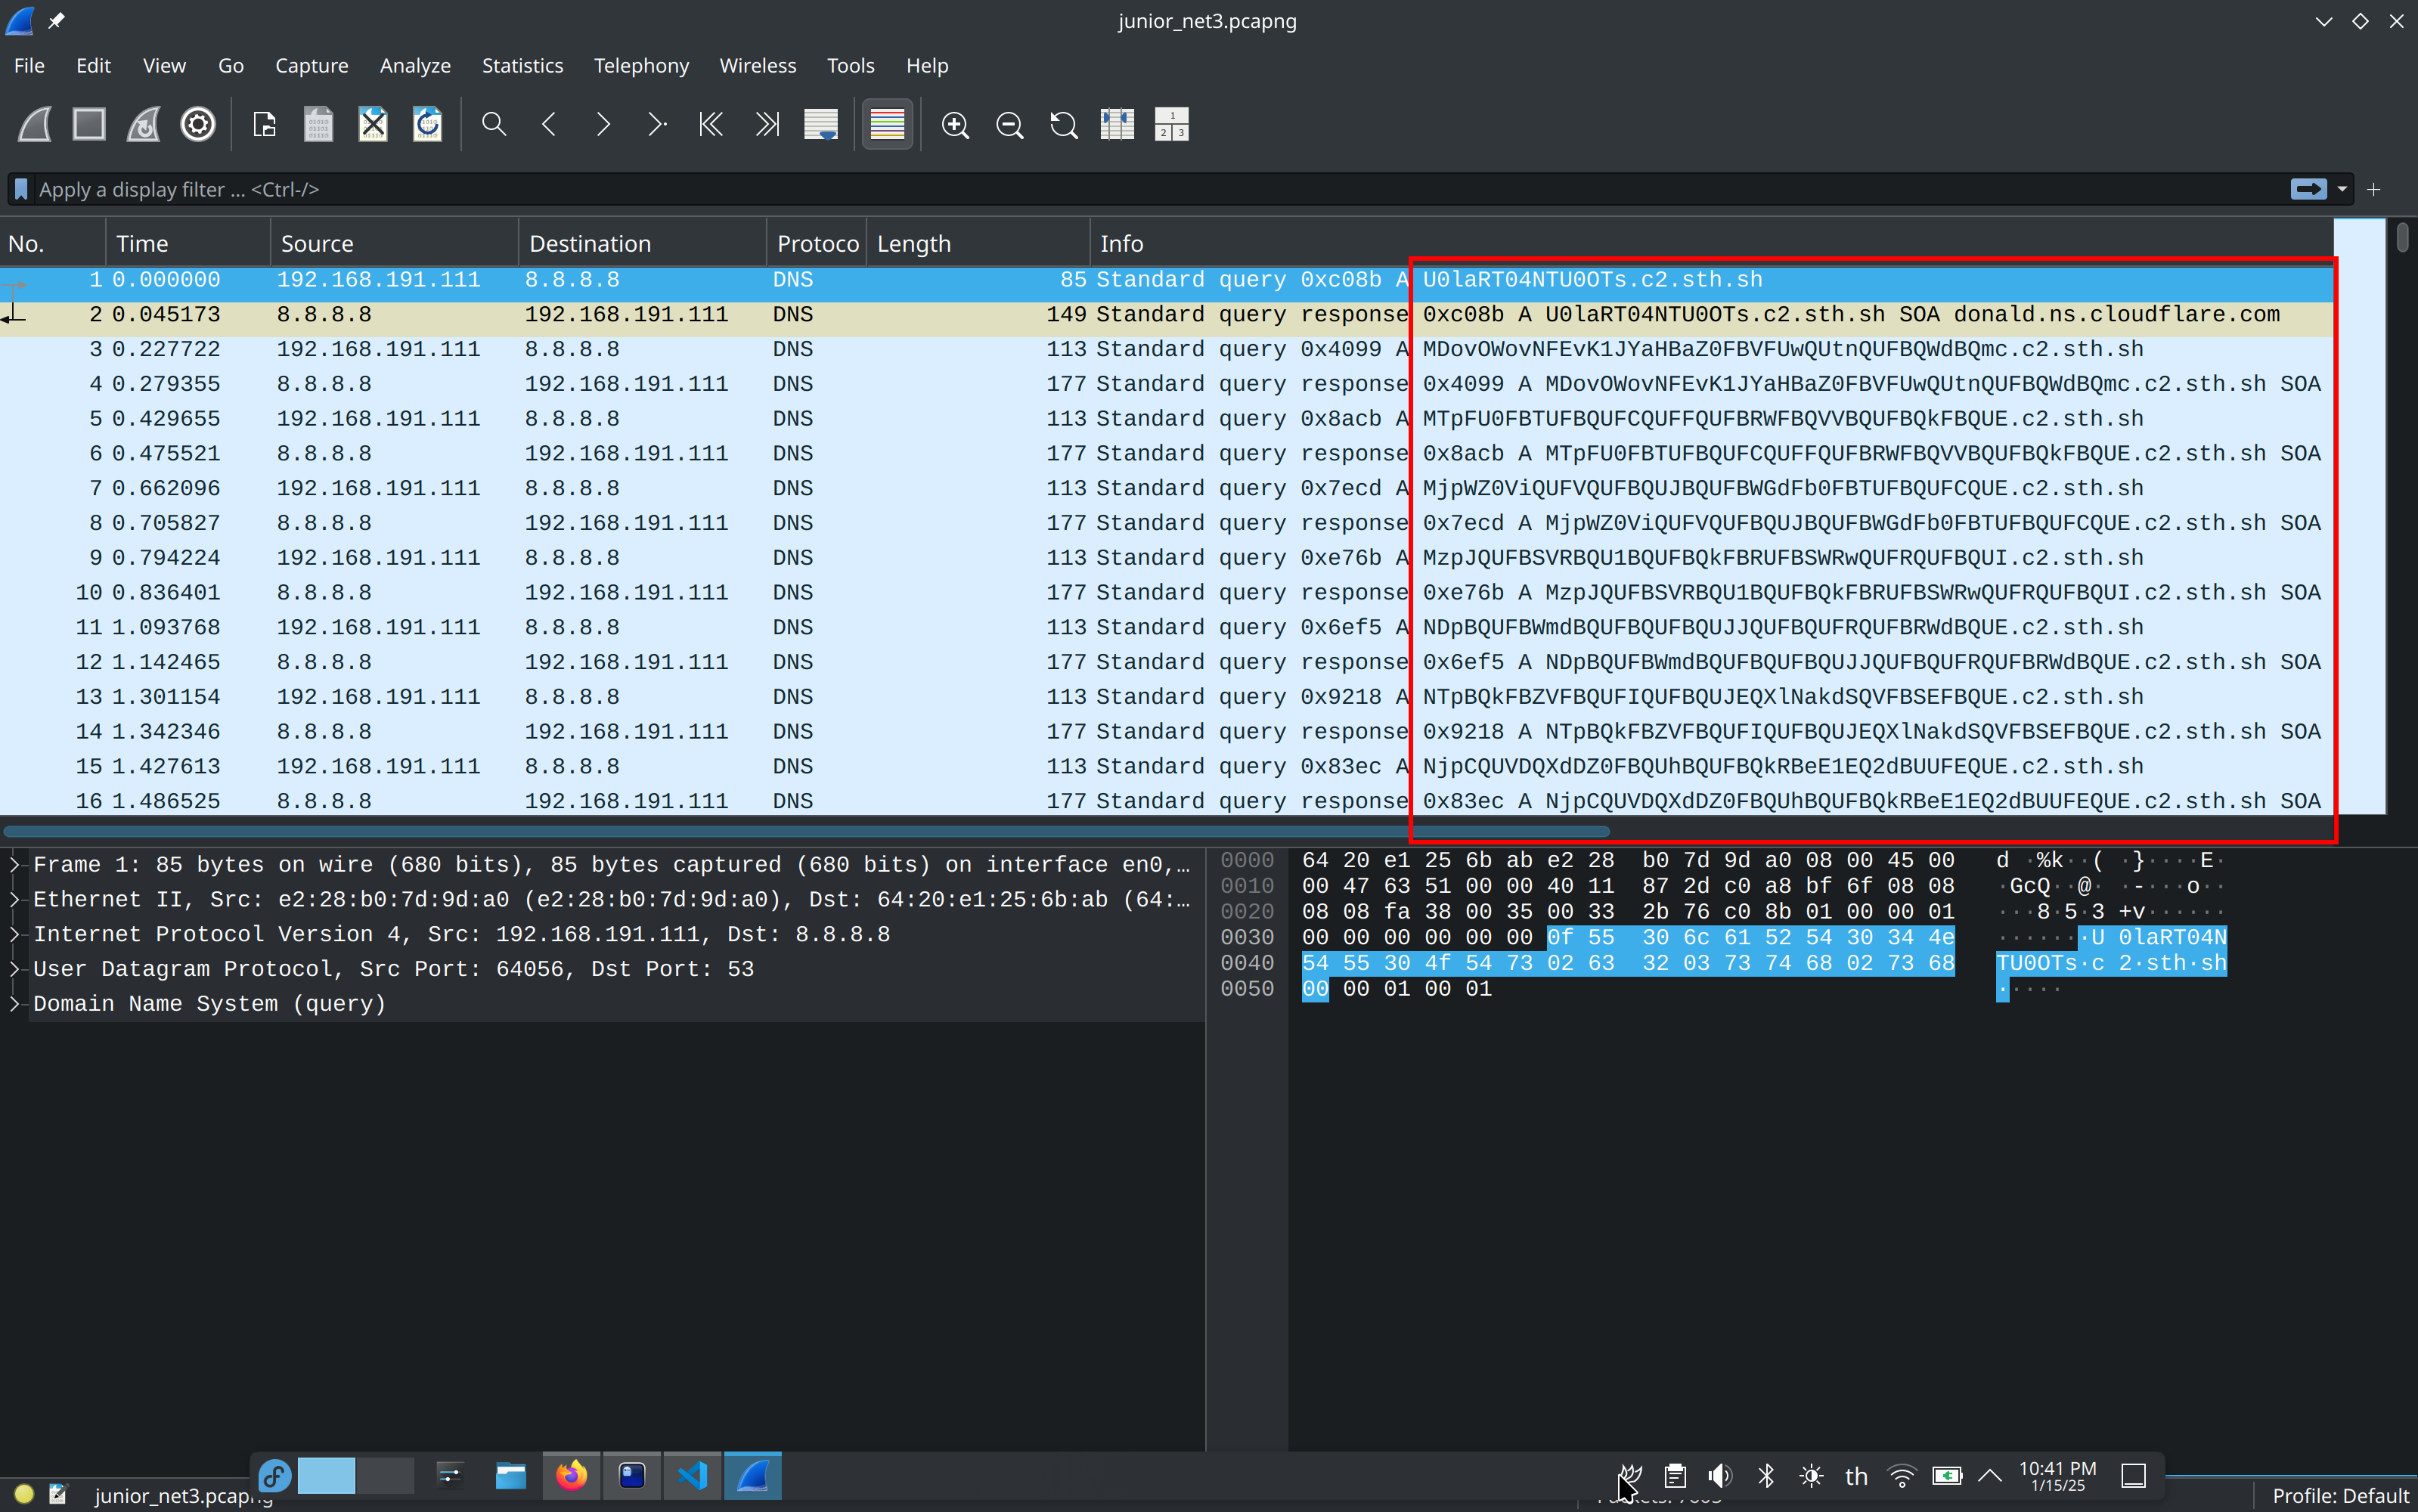 junior_net3.pcapng
File Edit View Go Capture Analyze Statistics Telephony Wireless Tools Help
Apply a display filter ... <Ctrl-/>
No. Time Source Destination Protoco Length Info
1 0.000000 192.168.191.111 8.8.8.8 DNS 85 Standard query 0xc08b A U0laRT04NTU0OTs.c2.sth.sh
2 0.045173 8.8.8.8 192.168.191.111 DNS 149 Standard query response 0xc08b A U0laRT04NTU0OTs.c2.sth.sh SOA donald.ns.cloudflare.com
3 0.227722 192.168.191.111 8.8.8.8 DNS 113 Standard query 0x4099 A MDovOWovNFEvK1JYaHBaZ0FBVFUwQUtnQUFBQWdBQmc.c2.sth.sh
4 0.279355 8.8.8.8 192.168.191.111 DNS 177 Standard query response 0x4099 A MDovOWovNFEvK1JYaHBaZ0FBVFUwQUtnQUFBQWdBQmc.c2.sth.sh SOA
5 0.429655 192.168.191.111 8.8.8.8 DNS 113 Standard query 0x8acb A MTpFU0FBTUFBQUFCQUFFQUFBRWFBQVVBQUFBQkFBQUE.c2.sth.sh
6 0.475521 8.8.8.8 192.168.191.111 DNS 177 Standard query response 0x8acb A MTpFU0FBTUFBQUFCQUFFQUFBRWFBQVVBQUFBQkFBQUE.c2.sth.sh SOA
7 0.662096 192.168.191.111 8.8.8.8 DNS 113 Standard query 0x7ecd A MjpWZ0ViQUFVQUFBQUJBQUFBWGdFb0FBTUFBQUFCQUE.c2.sth.sh
8 0.705827 8.8.8.8 192.168.191.111 DNS 177 Standard query response 0x7ecd A MjpWZ0ViQUFVQUFBQUJBQUFBWGdFb0FBTUFBQUFCQUE.c2.sth.sh SOA
9 0.794224 192.168.191.111 8.8.8.8 DNS 113 Standard query 0xe76b A MzpJQUFBSVRBQU1BQUFBQkFBRUFBSWRwQUFRQUFBQUI.c2.sth.sh
10 0.836401 8.8.8.8 192.168.191.111 DNS 177 Standard query response 0xe76b A MzpJQUFBSVRBQU1BQUFBQkFBRUFBSWRwQUFRQUFBQUI.c2.sth.sh SOA
11 1.093768 192.168.191.111 8.8.8.8 DNS 113 Standard query 0x6ef5 A NDpBQUFBWmdBQUFBQUFBQUJJQUFBQUFRQUFBRWdBQUE.c2.sth.sh
12 1.142465 8.8.8.8 192.168.191.111 DNS 177 Standard query response 0x6ef5 A NDpBQUFBWmdBQUFBQUFBQUJJQUFBQUFRQUFBRWdBQUE.c2.sth.sh SOA
13 1.301154 192.168.191.111 8.8.8.8 DNS 113 Standard query 0x9218 A NTpBQkFBZVFBQUFIQUFBQUJEQXlNakdSQVFBSEFBQUE.c2.sth.sh
14 1.342346 8.8.8.8 192.168.191.111 DNS 177 Standard query response 0x9218 A NTpBQkFBZVFBQUFIQUFBQUJEQXlNakdSQVFBSEFBQUE.c2.sth.sh SOA
15 1.427613 192.168.191.111 8.8.8.8 DNS 113 Standard query 0x83ec A NjpCQUVDQXdDZ0FBQUhBQUFBQkRBeE1EQ2dBUUFEQUE.c2.sth.sh
16 1.486525 8.8.8.8 192.168.191.111 DNS 177 Standard query response 0x83ec A NjpCQUVDQXdDZ0FBQUhBQUFBQkRBeE1EQ2dBUUFEQUE.c2.sth.sh SOA
Frame 1: 85 bytes on wire (680 bits), 85 bytes captured (680 bits) on interface en0,…
Ethernet II, Src: e2:28:b0:7d:9d:a0 (e2:28:b0:7d:9d:a0), Dst: 64:20:e1:25:6b:ab (64:…
Internet Protocol Version 4, Src: 192.168.191.111, Dst: 8.8.8.8
User Datagram Protocol, Src Port: 64056, Dst Port: 53
Domain Name System (query)
0000 64 20 e1 25 6b ab e2 28 b0 7d 9d a0 08 00 45 00 d ·%k··( ·}····E·
0010 00 47 63 51 00 00 40 11 87 2d c0 a8 bf 6f 08 08 ·GcQ··@· ·-···o··
0020 08 08 fa 38 00 35 00 33 2b 76 c0 8b 01 00 00 01 ···8·5·3 +v······
0030 00 00 00 00 00 00 0f 55 30 6c 61 52 54 30 34 4e ·······U 0laRT04N
0040 54 55 30 4f 54 73 02 63 32 03 73 74 68 02 73 68 TU0OTs·c 2·sth·sh
0050 00 00 01 00 01 ·····
th
10:41 PM
1/15/25
junior_net3.pcapng
Profile: Default